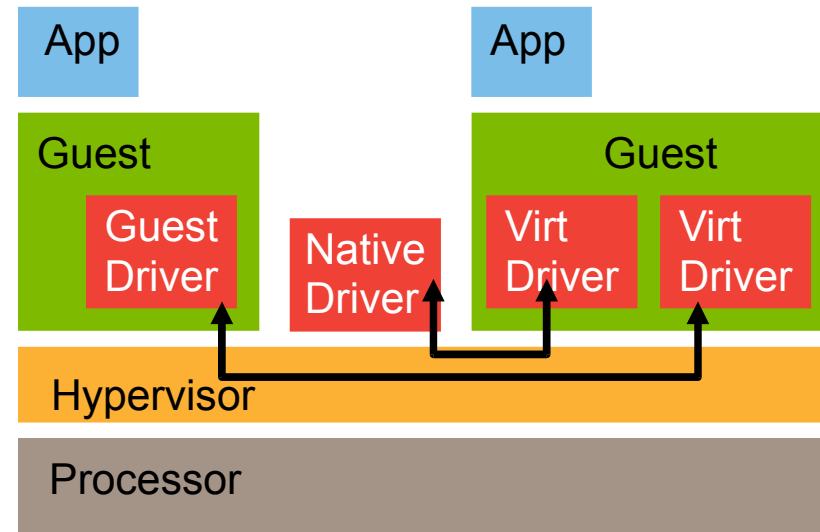 App
App
Guest
Guest
Guest
Driver
Native
Driver
Virt
Driver
Virt
Driver
Hypervisor
Processor